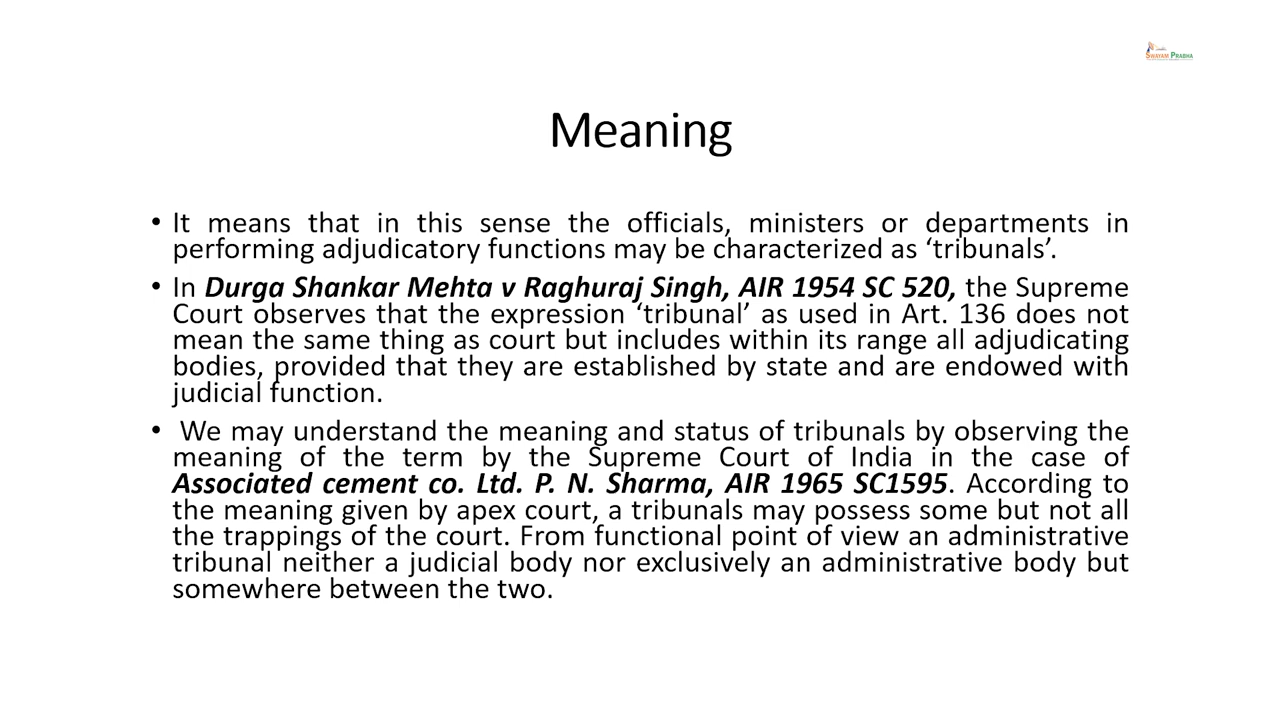 SWAYAM PRABHA
Meaning
• It means that in this sense the officials, ministers or departments in
performing adjudicatory functions may be characterized as ‘tribunals’.
• In Durga Shankar Mehta v Raghuraj Singh, AIR 1954 SC 520, the Supreme
Court observes that the expression ‘tribunal’ as used in Art. 136 does not
mean the same thing as court but includes within its range all adjudicating
bodies, provided that they are established by state and are endowed with
judicial function.
• We may understand the meaning and status of tribunals by observing the
meaning of the term by the Supreme Court of India in the case of
Associated cement co. Ltd. P. N. Sharma, AIR 1965 SC1595. According to
the meaning given by apex court, a tribunals may possess some but not all
the trappings of the court. From functional point of view an administrative
tribunal neither a judicial body nor exclusively an administrative body but
somewhere between the two.